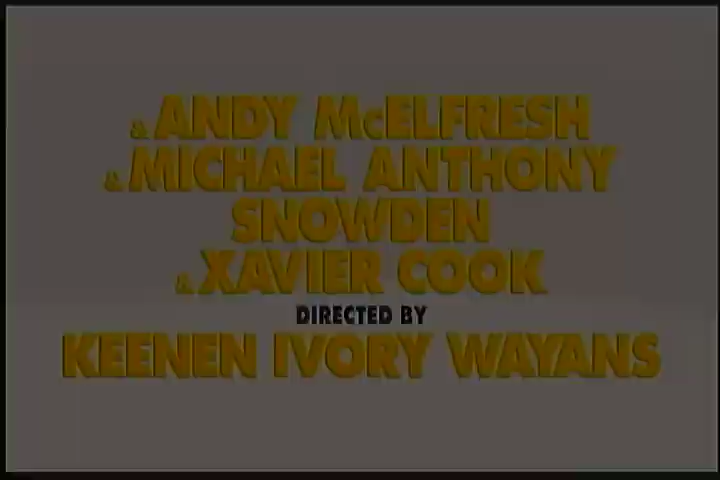 & ANDY McELFRESH
& MICHAEL ANTHONY
SNOWDEN
& XAVIER COOK
DIRECTED BY
KEENEN IVORY WAYANS